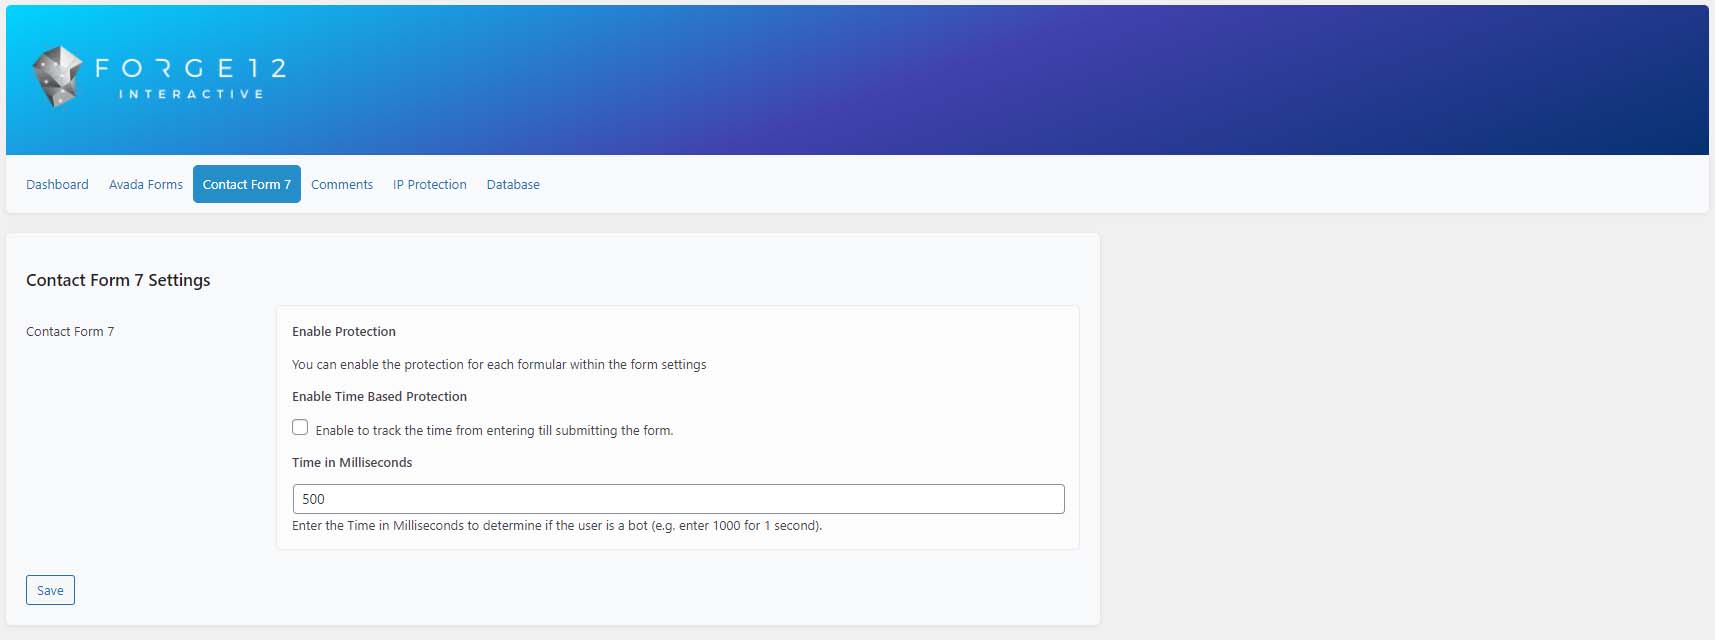 FORGE12
INTERACTIVE
Dashboard Avada Forms Contact Form 7 Comments IP Protection Database
Contact Form 7 Settings
Contact Form 7
Enable Protection
You can enable the protection for each formular within the form settings
Enable Time Based Protection
Enable to track the time from entering till submitting the form.
Time in Milliseconds
500
Enter the Time in Milliseconds to determine if the user is a bot (e.g. enter 1000 for 1 second).
Save